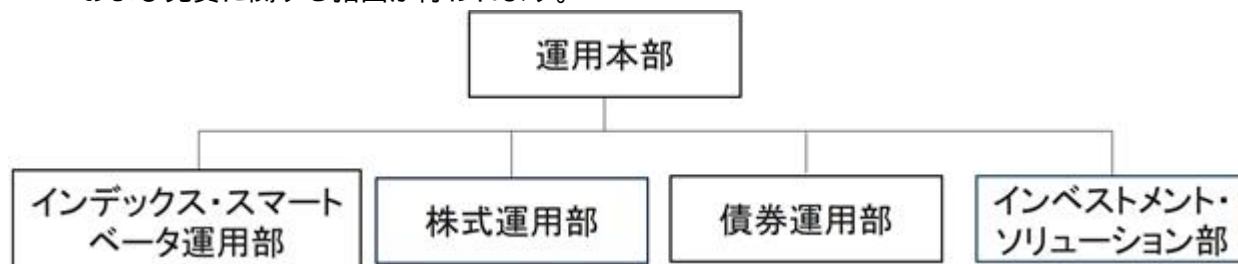 運用本部
インデックス・スマート
ベータ運用部
株式運用部
債券運用部
インベストメント・
ソリューション部